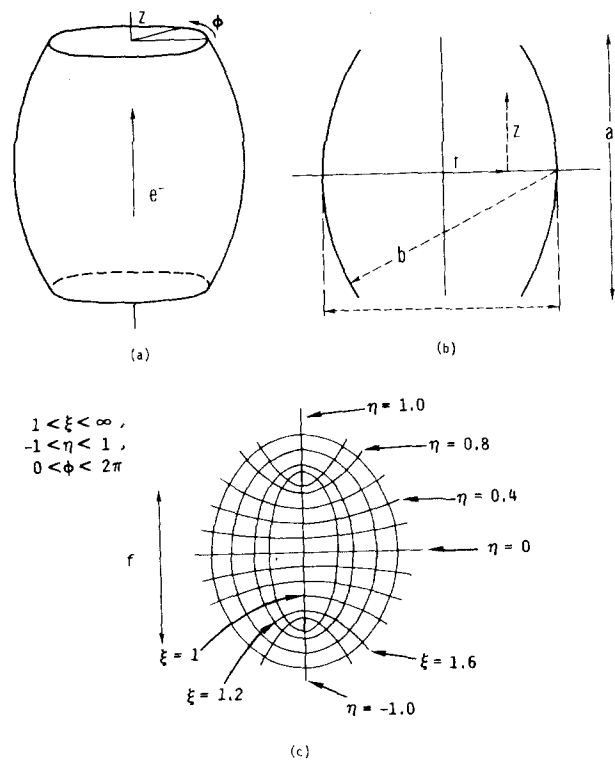 Z
ϕ
e⁻
(a)
r
Z
a
b
(b)
1 < ξ < ∞ ,
-1 < η < 1 ,
0 < ϕ < 2π
f
η = 1.0
η = 0.8
η = 0.4
η = 0
ξ = 1
ξ = 1.2
ξ = 1.6
η = -1.0
(c)